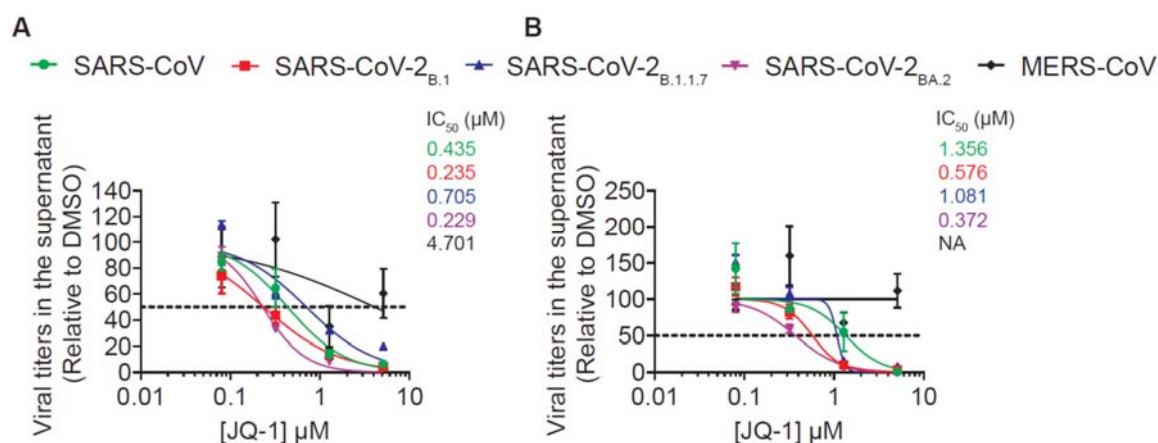 A
B
SARS-CoV SARS-CoV-2B.1 SARS-CoV-2B.1.1.7 SARS-CoV-2BA.2 MERS-CoV
Viral titers in the supernatant
(Relative to DMSO)
IC50 (µM)
0.435
0.235
0.705
0.229
4.701
140
120
100
80
60
40
20
0
0.01 0.1 1 10
[JQ-1] µM
Viral titers in the supernatant
(Relative to DMSO)
IC50 (µM)
1.356
0.576
1.081
0.372
NA
250
200
150
100
50
0
0.01 0.1 1 10
[JQ-1] µM